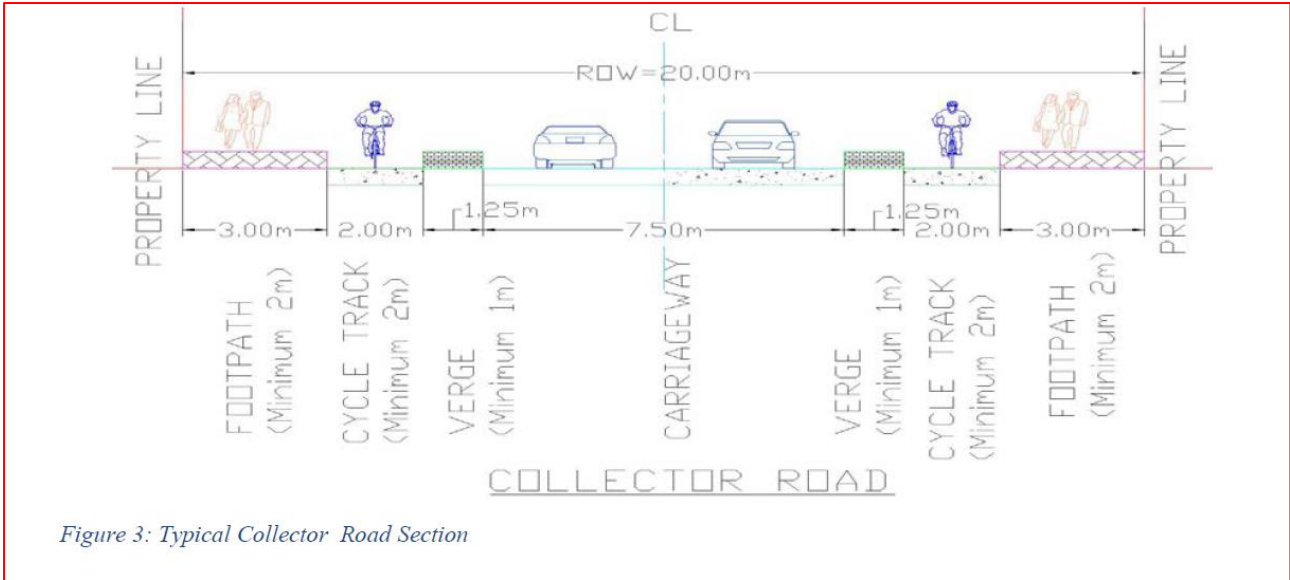 CL
ROW=20.00m
PROPERTY LINE
PROPERTY LINE
1.25m
1.25m
3.00m
2.00m
7.50m
2.00m
3.00m
FOOTPATH
(Minimum 2m)
CYCLE TRACK
(Minimum 2m)
VERGE
(Minimum 1m)
CARRIAGEWAY
VERGE
(Minimum 1m)
CYCLE TRACK
(Minimum 2m)
FOOTPATH
(Minimum 2m)
COLLECTOR ROAD
Figure 3: Typical Collector Road Section